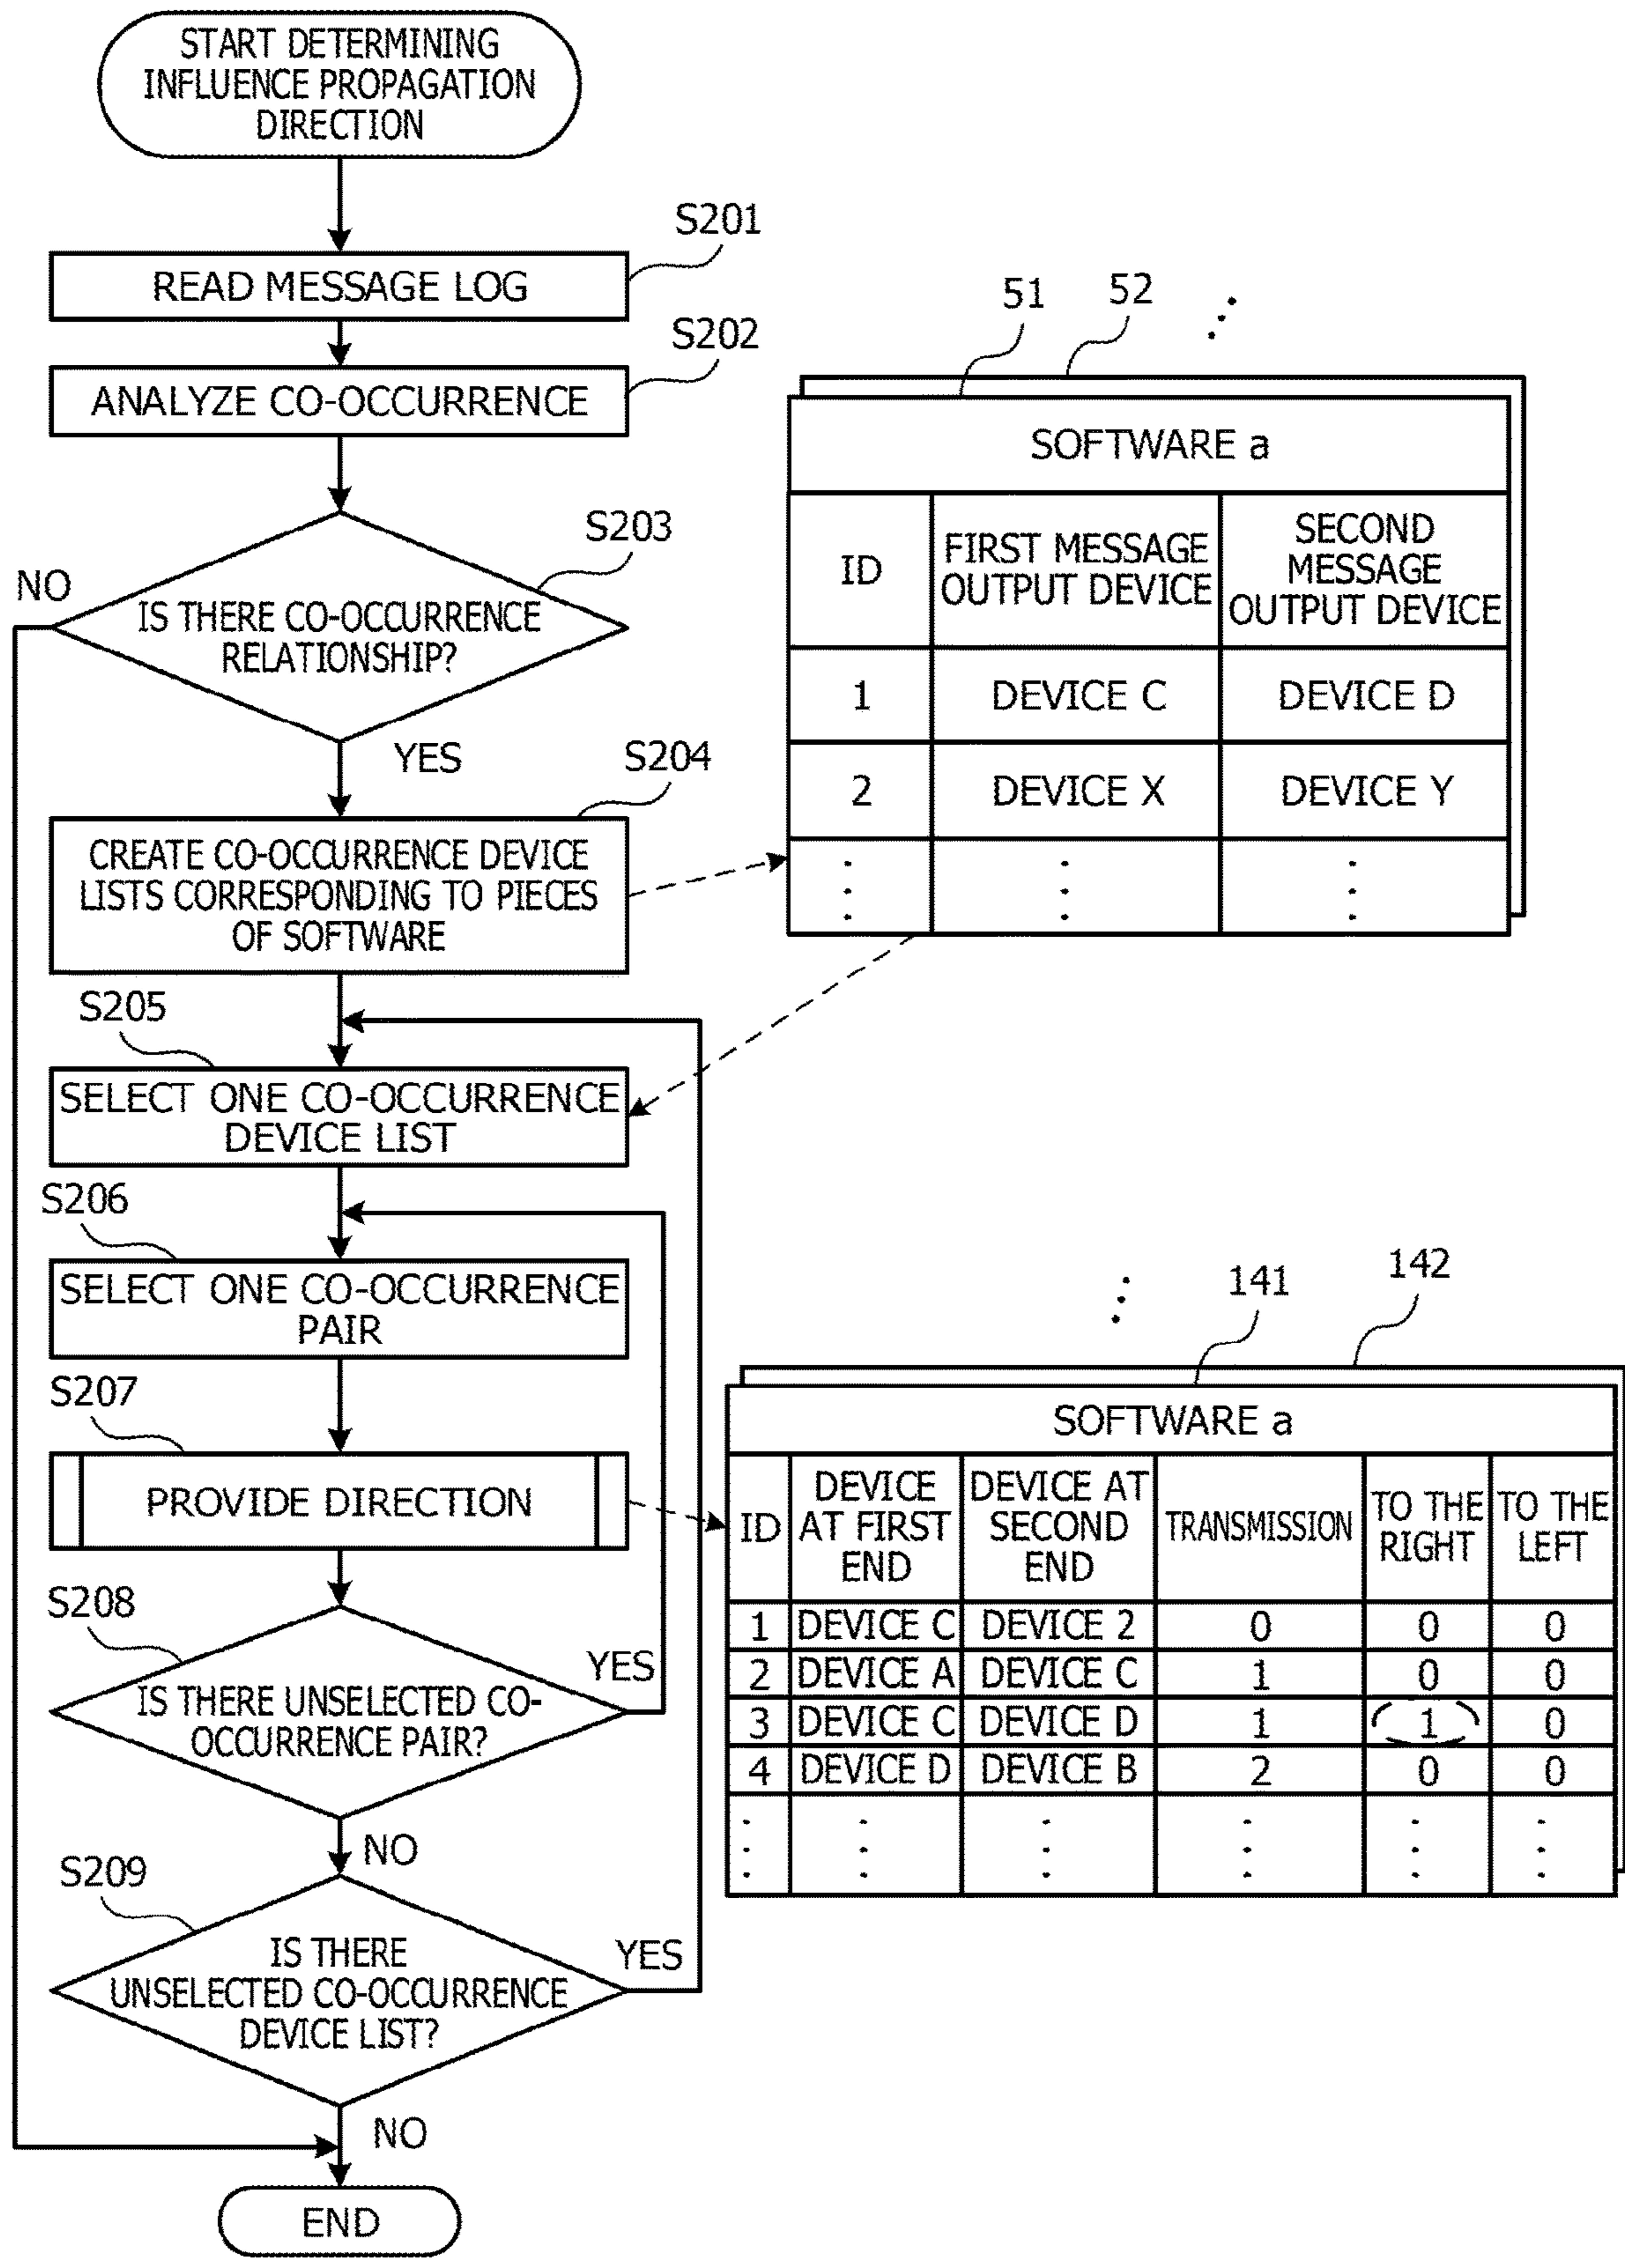 START DETERMINING
INFLUENCE PROPAGATION
DIRECTION
S201
READ MESSAGE LOG
S202
ANALYZE CO-OCCURRENCE
S203
NO
IS THERE CO-OCCURRENCE
RELATIONSHIP?
YES
S204
CREATE CO-OCCURRENCE DEVICE
LISTS CORRESPONDING TO PIECES
OF SOFTWARE
51
52
SOFTWARE a
ID
FIRST MESSAGE
OUTPUT DEVICE
SECOND
MESSAGE
OUTPUT DEVICE
1 DEVICE C DEVICE D
2 DEVICE X DEVICE Y
S205
SELECT ONE CO-OCCURRENCE
DEVICE LIST
S206
SELECT ONE CO-OCCURRENCE
PAIR
S207
PROVIDE DIRECTION
S208
YES
IS THERE UNSELECTED CO-
OCCURRENCE PAIR?
NO
S209
YES
IS THERE
UNSELECTED CO-OCCURRENCE
DEVICE LIST?
NO
END
141
142
SOFTWARE a
ID
DEVICE
AT FIRST
END
DEVICE AT
SECOND
END
TRANSMISSION
TO THE
RIGHT
TO THE
LEFT
1 DEVICE C DEVICE 2 0 0 0
2 DEVICE A DEVICE C 1 0 0
3 DEVICE C DEVICE D 1 1 0
4 DEVICE D DEVICE B 2 0 0